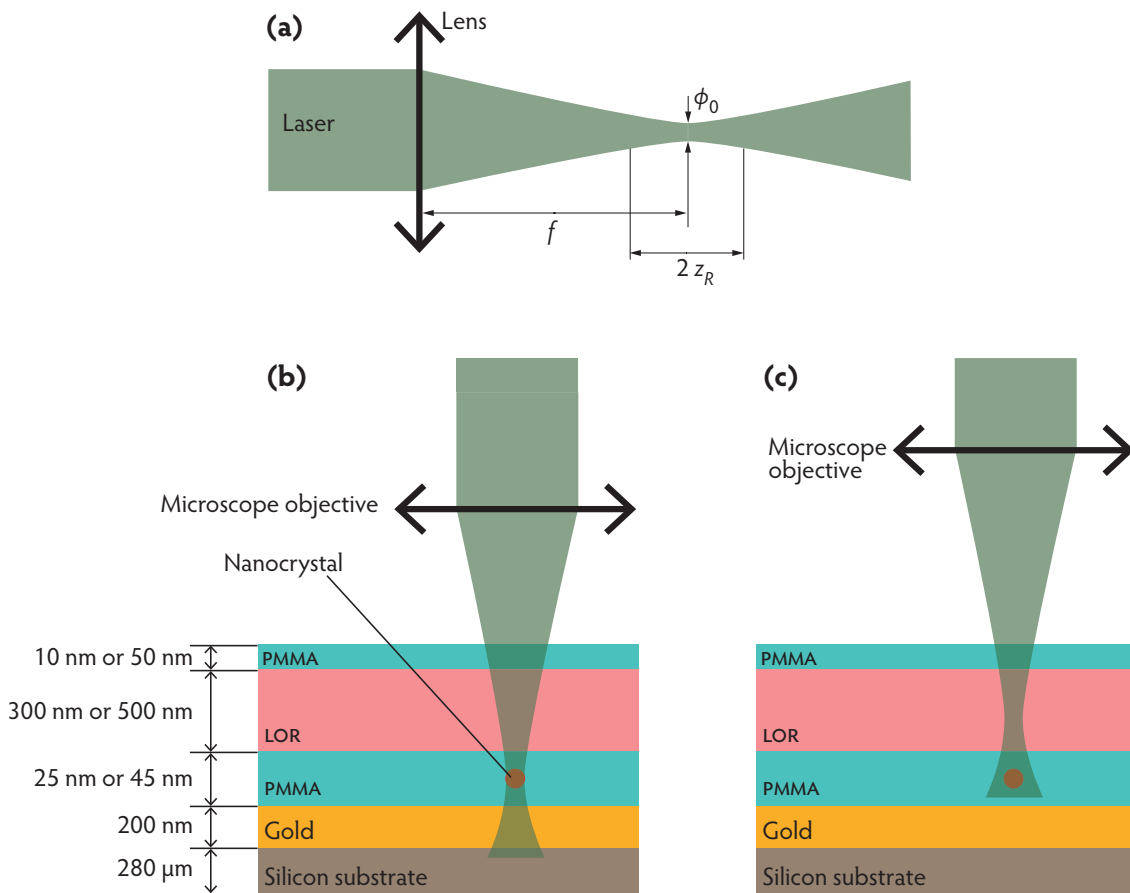 (a)
Lens
Laser
ϕ0
f
2 zR
(b)
(c)
Microscope objective
Microscope
objective
Nanocrystal
10 nm or 50 nm
PMMA
PMMA
300 nm or 500 nm
LOR
LOR
25 nm or 45 nm
PMMA
PMMA
200 nm
Gold
Gold
280 μm
Silicon substrate
Silicon substrate